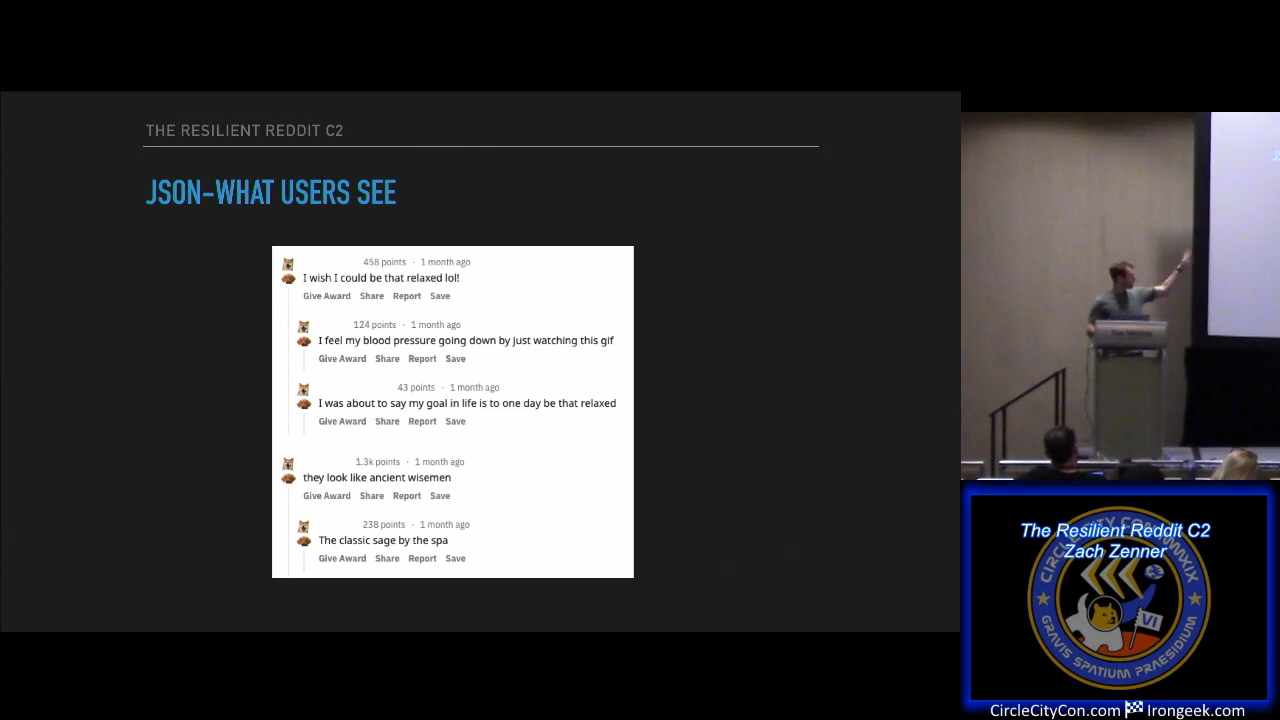 THE RESILIENT REDDIT C2
JSON-WHAT USERS SEE
458 points · 1 month ago
I wish I could be that relaxed lol!
Give Award Share Report Save
124 points · 1 month ago
I feel my blood pressure going down by just watching this gif
Give Award Share Report Save
43 points · 1 month ago
I was about to say my goal in life is to one day be that relaxed
Give Award Share Report Save
1.3k points · 1 month ago
they look like ancient wisemen
Give Award Share Report Save
238 points · 1 month ago
The classic sage by the spa
Give Award Share Report Save
The Resilient Reddit C2
Zach Zenner
VI
GRAVIS SPATIUM PRAESIDIUM
CircleCityCon.com Irongeek.com